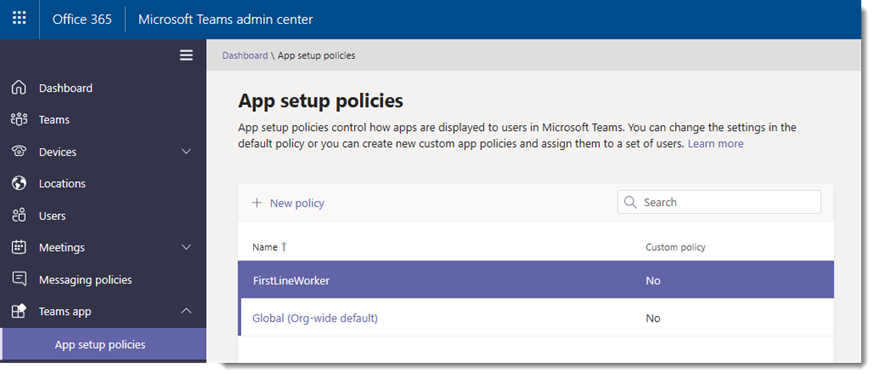 Office 365 Microsoft Teams admin center
Dashboard \ App setup policies
Dashboard
Teams
Devices
Locations
Users
Meetings
Messaging policies
Teams app
App setup policies
App setup policies
App setup policies control how apps are displayed to users in Microsoft Teams. You can change the settings in the
default policy or you can create new custom app policies and assign them to a set of users. Learn more
+ New policy
Search
Name ↑ Custom policy
FirstLineWorker No
Global (Org-wide default) No